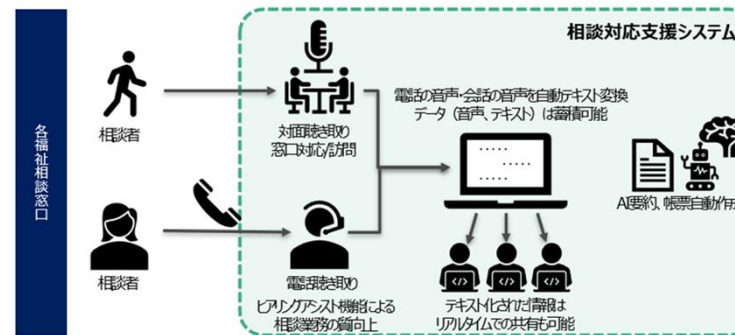 各福祉相談窓口
相談対応支援システム
相談者
対面聴き取り
窓口対応/訪問
電話の音声・会話の音声を自動テキスト変換
データ（音声、テキスト）は蓄積可能
AI要約、帳票自動作成
相談者
電話聴き取り
ヒアリングアシスト機能による
相談業務の質向上
テキスト化された情報は
リアルタイムでの共有も可能